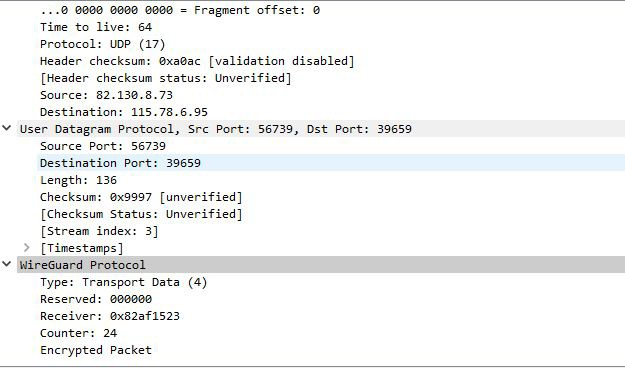 ...0 0000 0000 0000 = Fragment offset: 0
Time to live: 64
Protocol: UDP (17)
Header checksum: 0xa0ac [validation disabled]
[Header checksum status: Unverified]
Source: 82.130.8.73
Destination: 115.78.6.95
User Datagram Protocol, Src Port: 56739, Dst Port: 39659
Source Port: 56739
Destination Port: 39659
Length: 136
Checksum: 0x9997 [unverified]
[Checksum Status: Unverified]
[Stream index: 3]
[Timestamps]
WireGuard Protocol
Type: Transport Data (4)
Reserved: 000000
Receiver: 0x82af1523
Counter: 24
Encrypted Packet